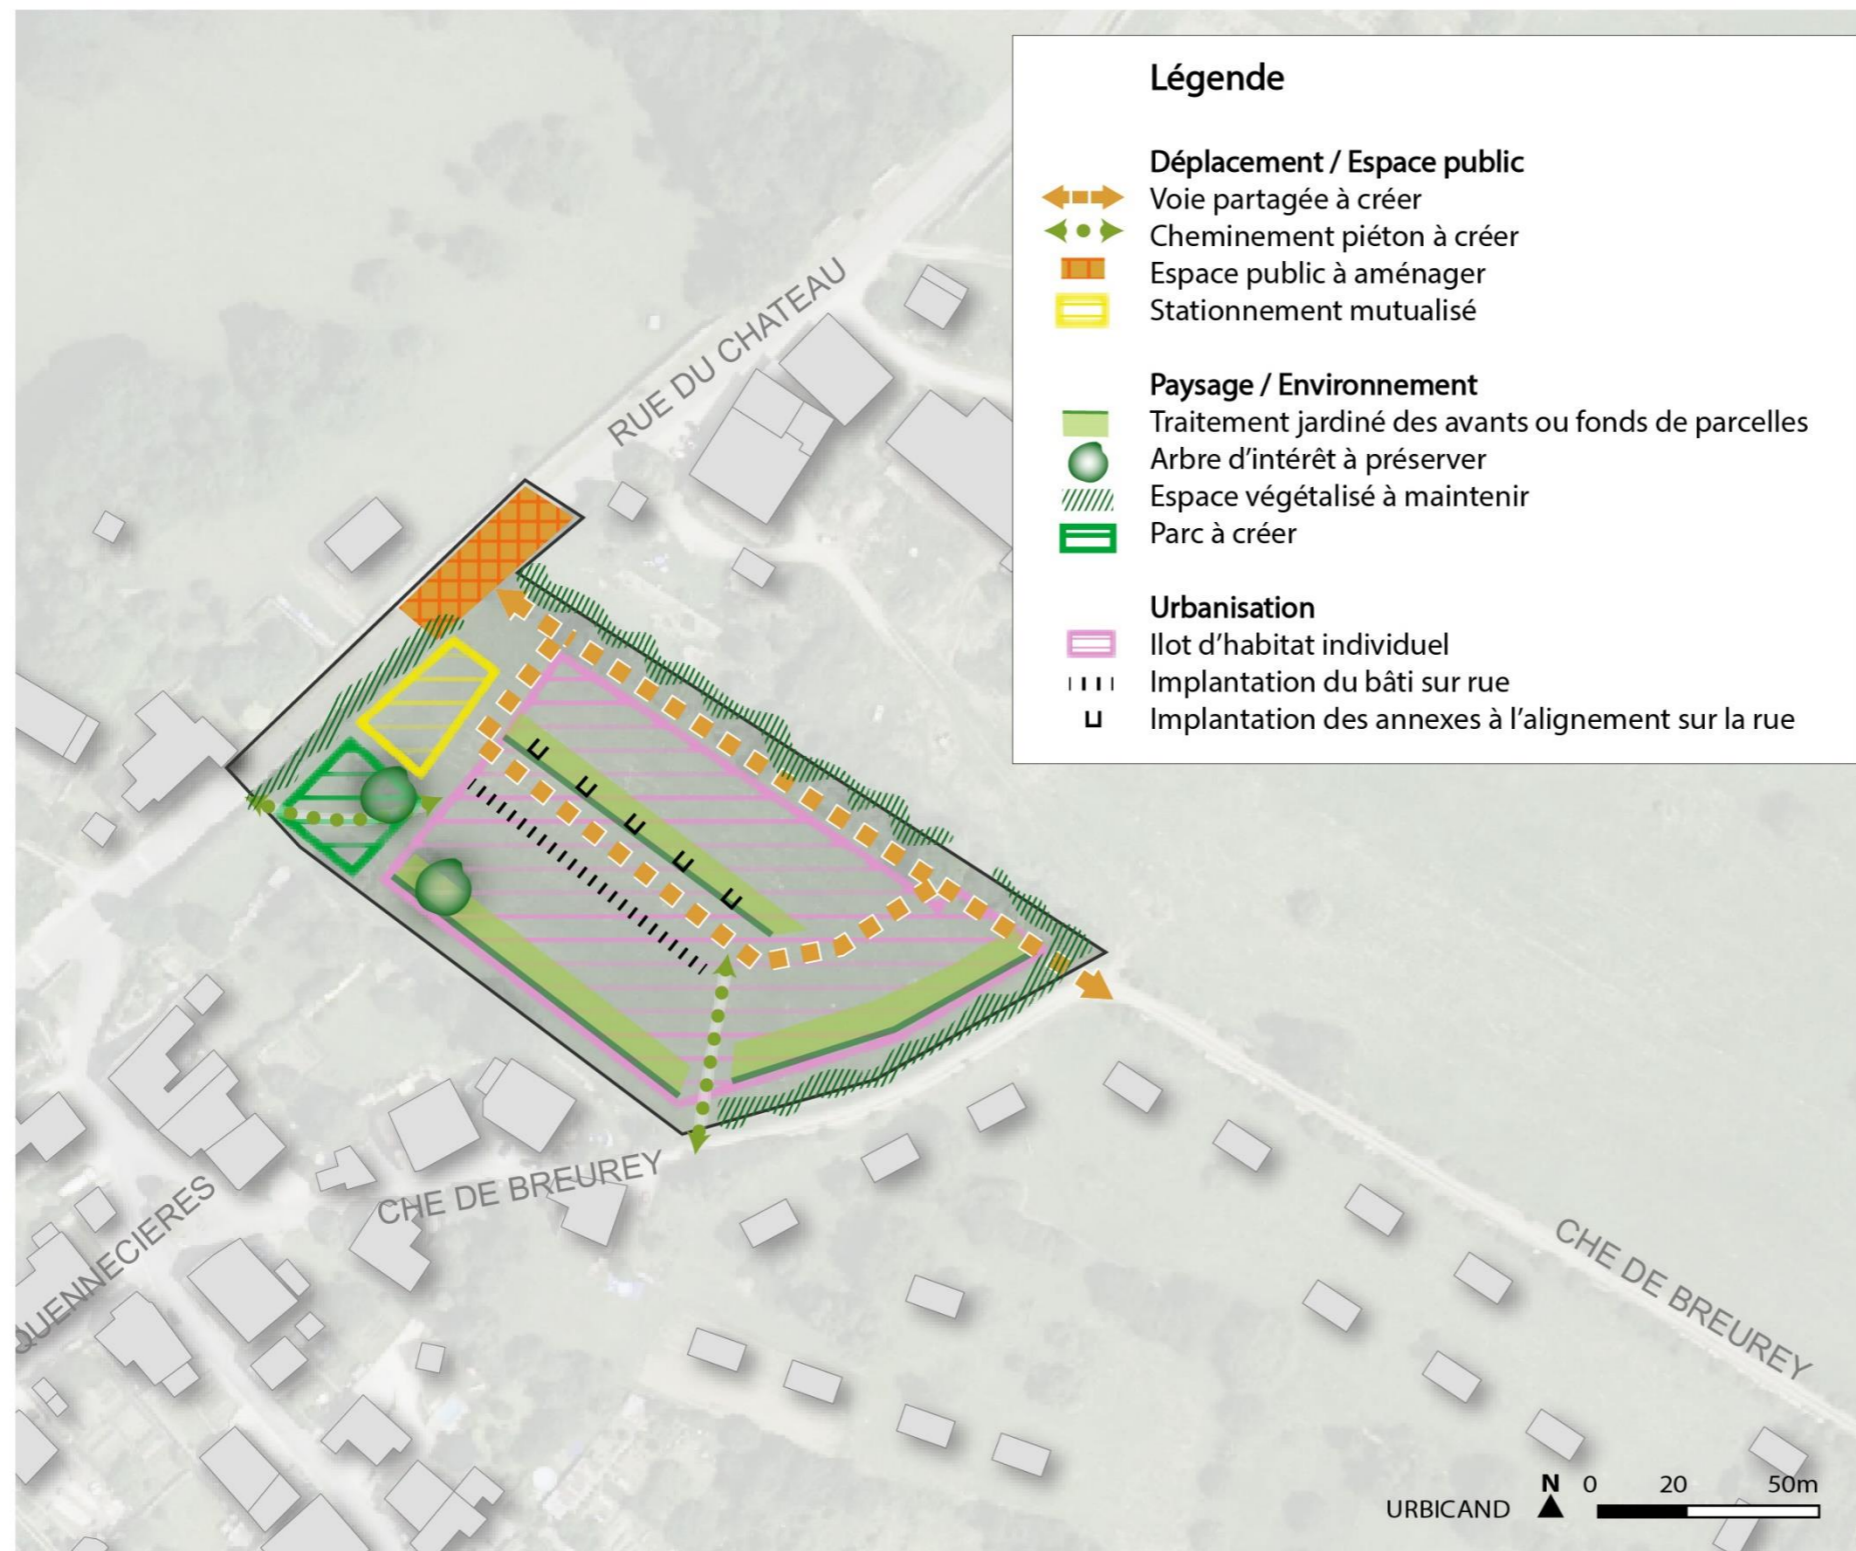 Légende
Déplacement / Espace public
Voie partagée à créer
Cheminement piéton à créer
Espace public à aménager
Stationnement mutualisé
Paysage / Environnement
Traitement jardiné des avants ou fonds de parcelles
Arbre d'intérêt à préserver
Espace végétalisé à maintenir
Parc à créer
Urbanisation
Ilot d'habitat individuel
Implantation du bâti sur rue
Implantation des annexes à l'alignement sur la rue
RUE DU CHATEAU
CHE DE BREUREY
QUENNECIERES
CHE DE BREUREY
URBICAND
N
0 20 50m